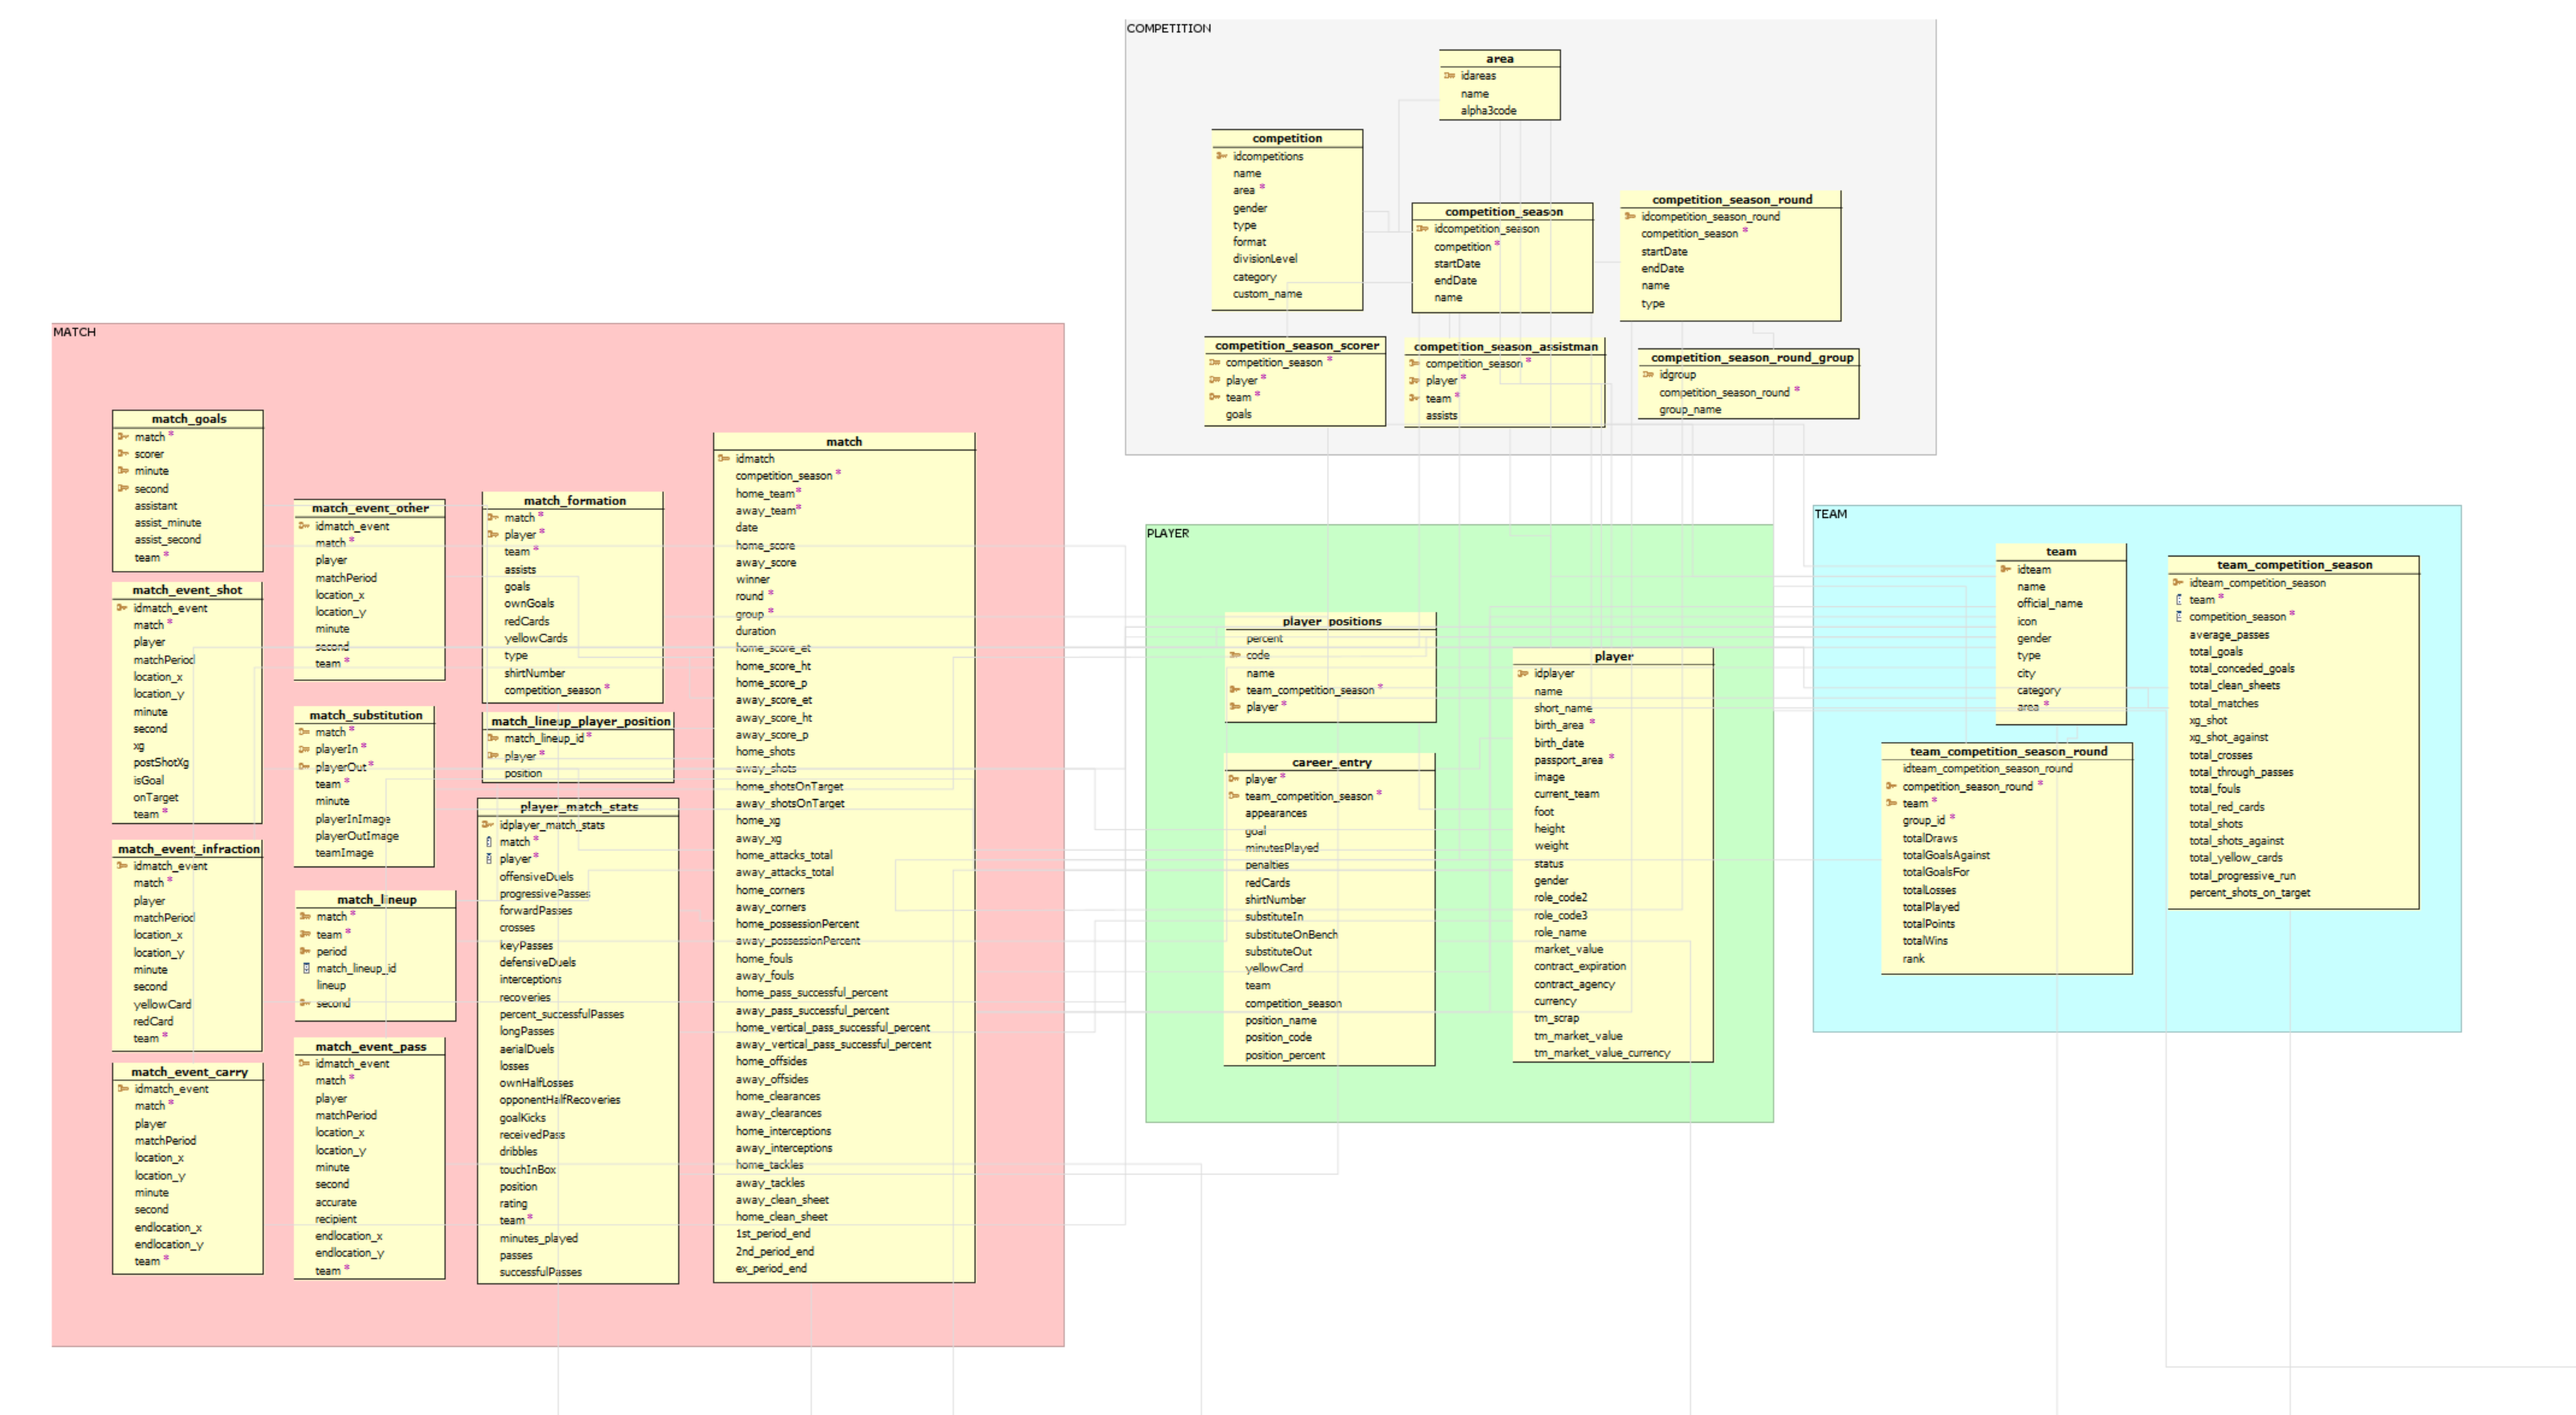 COMPETITION
area
idareas
name
alpha3code
competition
idcompetitions
name
area *
gender
type
format
divisionLevel
category
custom_name
competition_season
idcompetition_season
competition *
startDate
endDate
name
competition_season_round
idcompetition_season_round
competition_season *
startDate
endDate
name
type
competition_season_scorer
competition_season *
player *
team *
goals
competition_season_assistman
competition_season *
player *
team *
assists
competition_season_round_group
idgroup
competition_season_round *
group_name
MATCH
match_goals
match *
scorer
minute
second
assistant
assist_minute
assist_second
team *
match_event_shot
idmatch_event
match *
player
matchPeriod
location_x
location_y
minute
second
xg
postShotXg
isGoal
onTarget
team *
match_event_infraction
idmatch_event
match *
player
matchPeriod
location_x
location_y
minute
second
yellowCard
redCard
team *
match_event_carry
idmatch_event
match *
player
matchPeriod
location_x
location_y
minute
second
endlocation_x
endlocation_y
team *
match_event_other
idmatch_event
match *
player
matchPeriod
location_x
location_y
minute
second
team *
match_substitution
match *
playerIn *
playerOut *
team *
minute
playerInImage
playerOutImage
teamImage
match_lineup
match *
team *
period
match_lineup_id
lineup
second
match_event_pass
idmatch_event
match *
player
matchPeriod
location_x
location_y
minute
second
accurate
recipient
endlocation_x
endlocation_y
team *
match_formation
match *
player *
team *
assists
goals
ownGoals
redCards
yellowCards
type
shirtNumber
competition_season *
match_lineup_player_position
match_lineup_id *
player *
position
player_match_stats
idplayer_match_stats
match *
player *
offensiveDuels
progressivePasses
forwardPasses
crosses
keyPasses
defensiveDuels
interceptions
recoveries
percent_successfulPasses
longPasses
aerialDuels
losses
ownHalfLosses
opponentHalfRecoveries
goalKicks
receivedPass
dribbles
touchInBox
position
rating
team *
minutes_played
passes
successfulPasses
match
idmatch
competition_season *
home_team *
away_team *
date
home_score
away_score
winner
round *
group *
duration
home_score_et
home_score_ht
home_score_p
away_score_et
away_score_ht
away_score_p
home_shots
away_shots
home_shotsOnTarget
away_shotsOnTarget
home_xg
away_xg
home_attacks_total
away_attacks_total
home_corners
away_corners
home_possessionPercent
away_possessionPercent
home_fouls
away_fouls
home_pass_successful_percent
away_pass_successful_percent
home_vertical_pass_successful_percent
away_vertical_pass_successful_percent
home_offsides
away_offsides
home_clearances
away_clearances
home_interceptions
away_interceptions
home_tackles
away_tackles
away_clean_sheet
home_clean_sheet
1st_period_end
2nd_period_end
ex_period_end
PLAYER
player_positions
percent
code
name
team_competition_season *
player *
career_entry
player *
team_competition_season *
appearances
goal
minutesPlayed
penalties
redCards
shirtNumber
substituteIn
substituteOnBench
substituteOut
yellowCard
team
competition_season
position_name
position_code
position_percent
player
idplayer
name
short_name
birth_area *
birth_date
passport_area *
image
current_team
foot
height
weight
status
gender
role_code2
role_code3
role_name
market_value
contract_expiration
contract_agency
currency
tm_scrap
tm_market_value
tm_market_value_currency
TEAM
team
idteam
name
official_name
icon
gender
type
city
category
area *
team_competition_season_round
idteam_competition_season_round
competition_season_round *
team *
group_id *
totalDraws
totalGoalsAgainst
totalGoalsFor
totalLosses
totalPlayed
totalPoints
totalWins
rank
team_competition_season
idteam_competition_season
team *
competition_season *
average_passes
total_goals
total_conceded_goals
total_clean_sheets
total_matches
xg_shot
xg_shot_against
total_crosses
total_through_passes
total_fouls
total_red_cards
total_shots
total_shots_against
total_yellow_cards
total_progressive_run
percent_shots_on_target